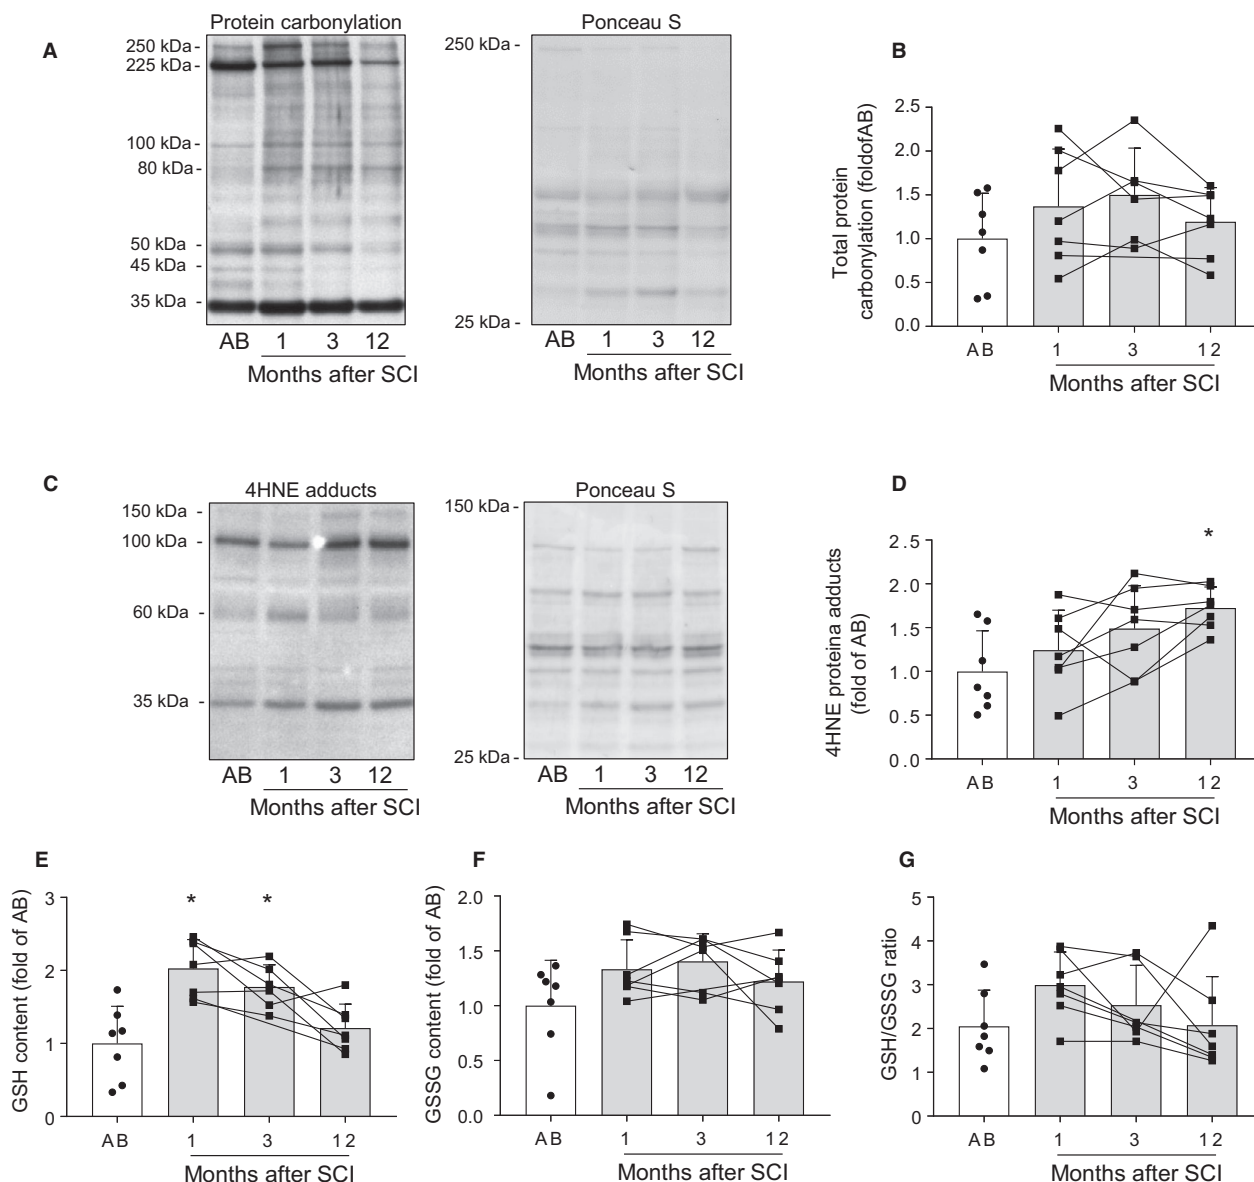 A
Protein carbonylation
250 kDa-
225 kDa-
100 kDa-
80 kDa-
50 kDa -
45 kDa -
35 kDa -
AB 1 3 12
Months after SCI
Ponceau S
250 kDa -
25 kDa -
AB 1 3 12
Months after SCI
B
Total protein
carbonylation (foldofAB)
2.5
2.0
1.5
1.0
0.5
0.0
AB 1 3 12
Months after SCI
C
4HNE adducts
150 kDa -
100 kDa -
60 kDa -
35 kDa -
AB 1 3 12
Months after SCI
Ponceau S
150 kDa -
25 kDa -
AB 1 3 12
Months after SCI
D
4HNE proteina adducts
(fold of AB)
2.5
2.0
1.5
1.0
0.5
0.0
*
AB 1 3 12
Months after SCI
E
GSH content (fold of AB)
3
2
1
0
* *
AB 1 3 12
Months after SCI
F
GSSG content (fold of AB)
2.0
1.5
1.0
0.5
0.0
AB 1 3 12
Months after SCI
G
GSH/GSSG ratio
5
4
3
2
1
0
AB 1 3 12
Months after SCI